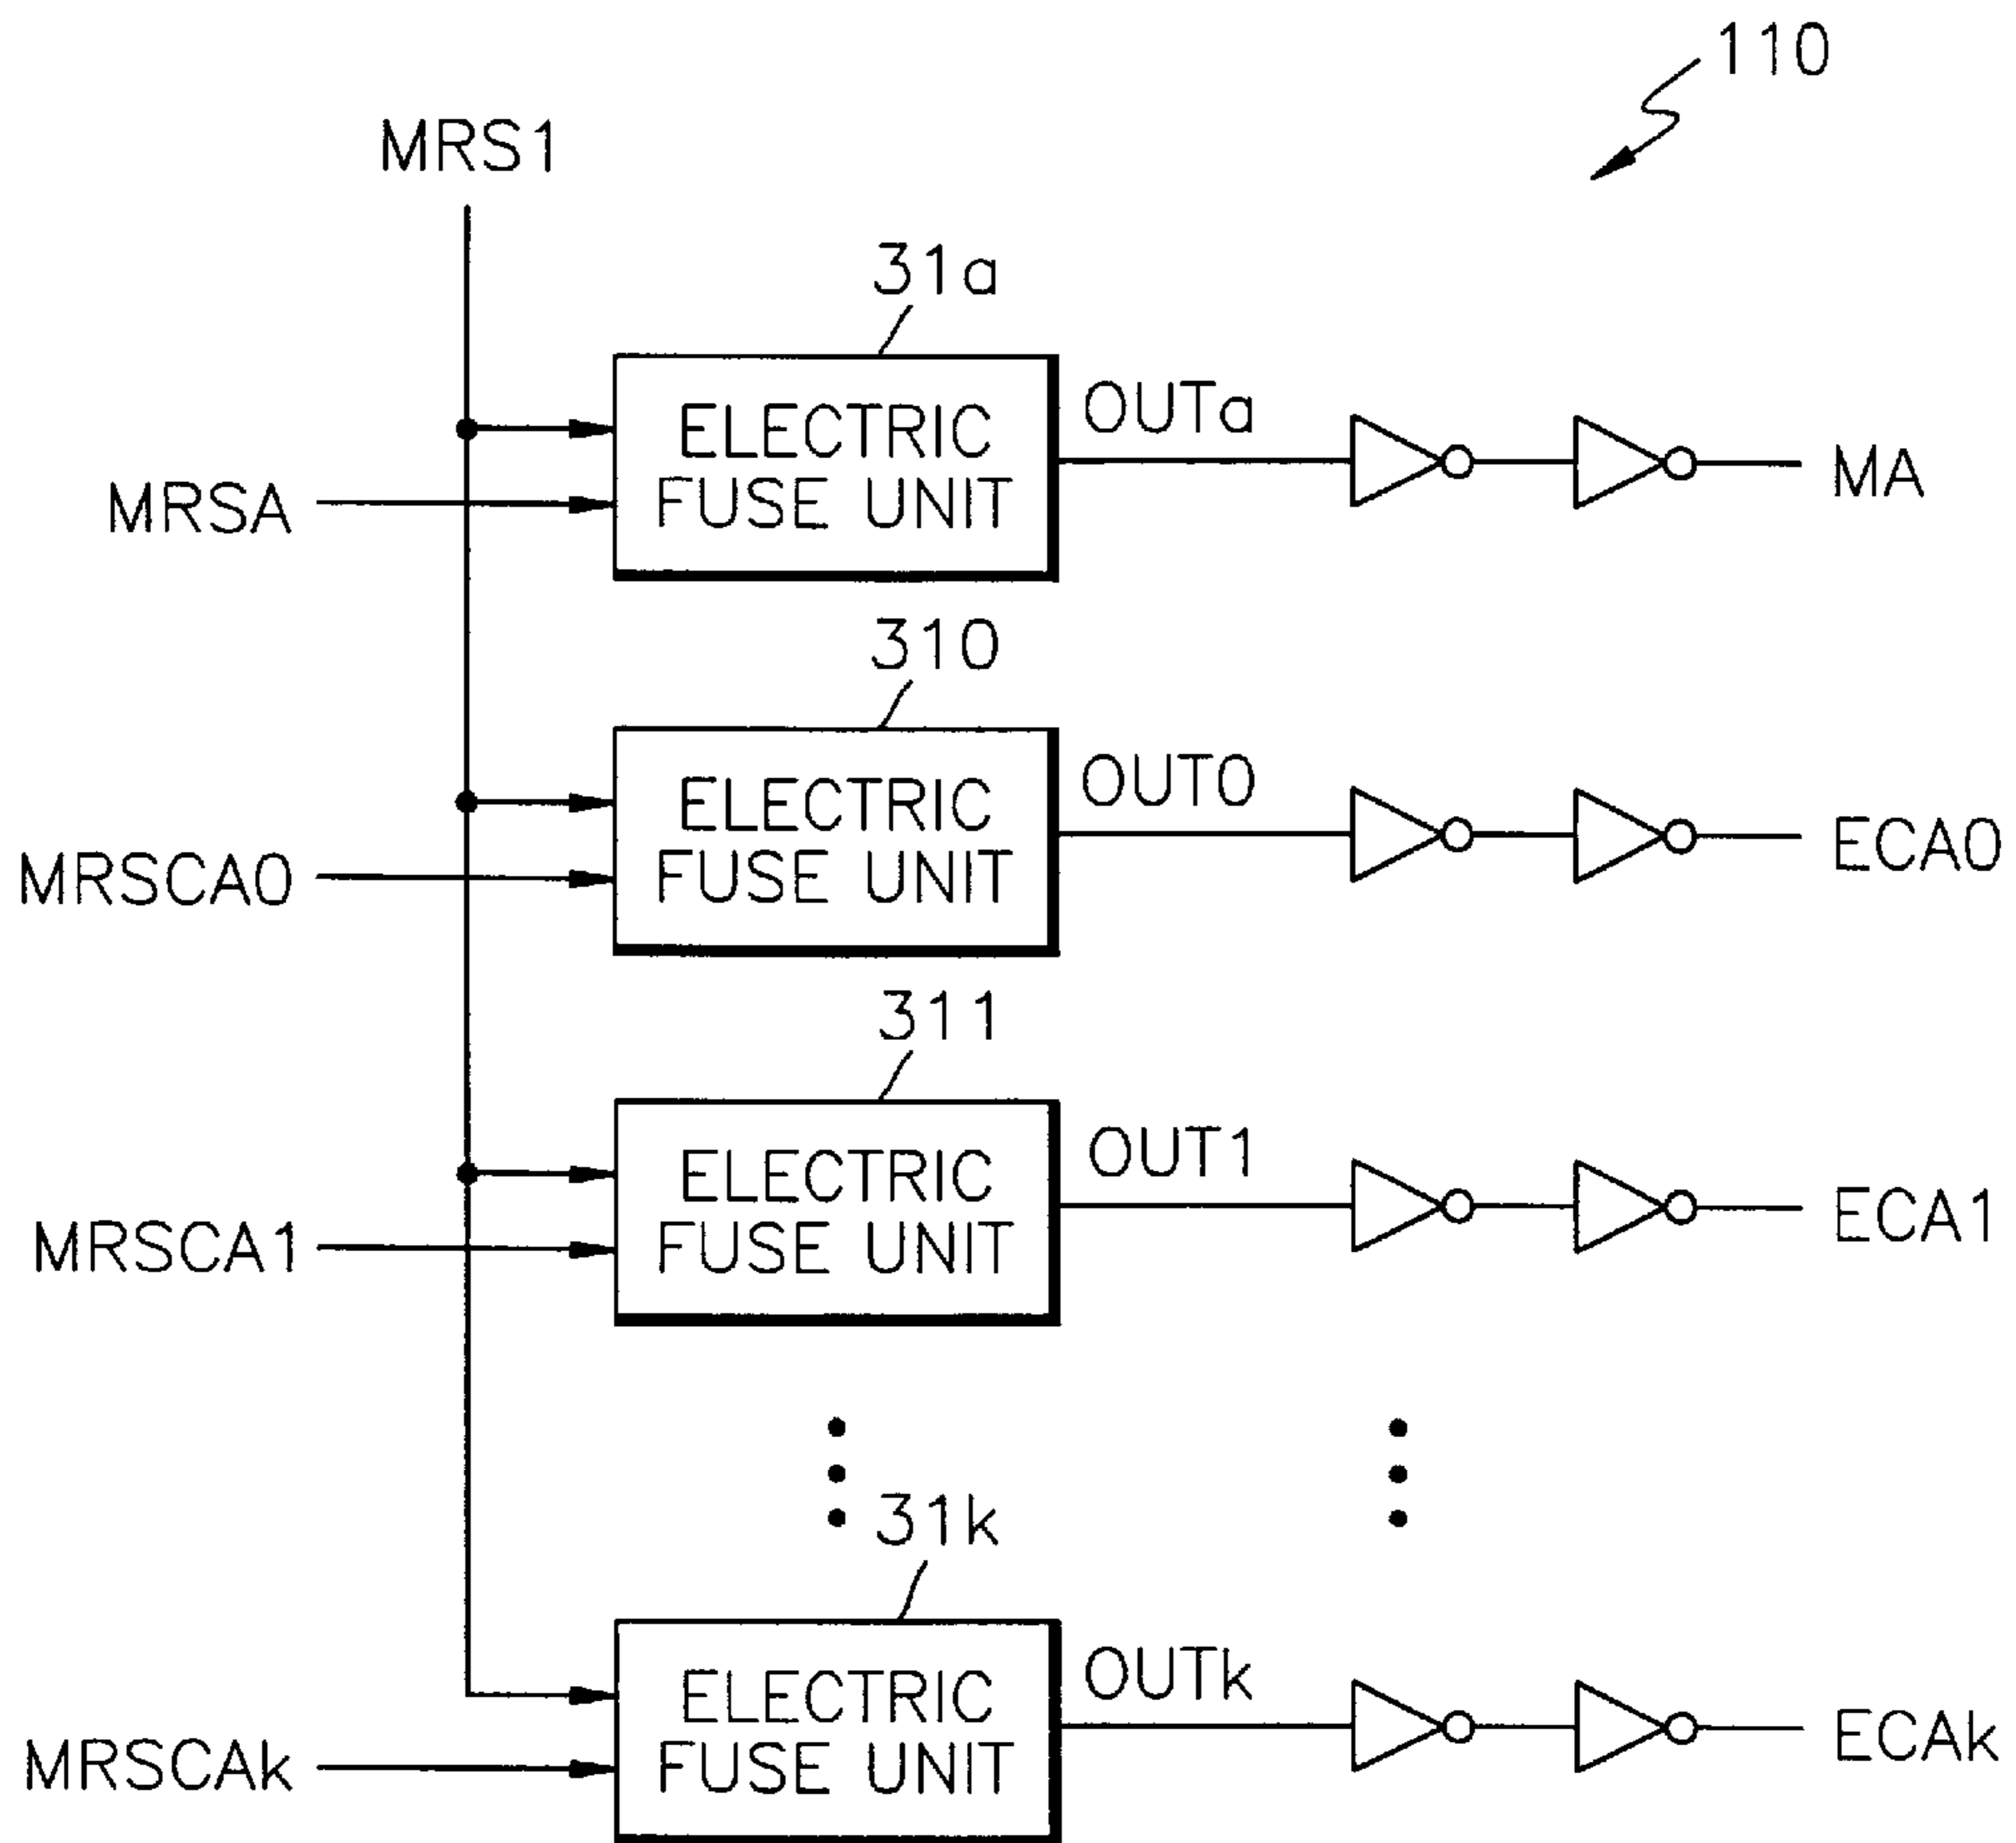 110
MRS1
31a
ELECTRIC
FUSE UNIT
OUTa
MRSA
MA
310
ELECTRIC
FUSE UNIT
OUT0
MRSCA0
ECA0
311
ELECTRIC
FUSE UNIT
OUT1
MRSCA1
ECA1
31k
ELECTRIC
FUSE UNIT
OUTk
MRSCAk
ECAk